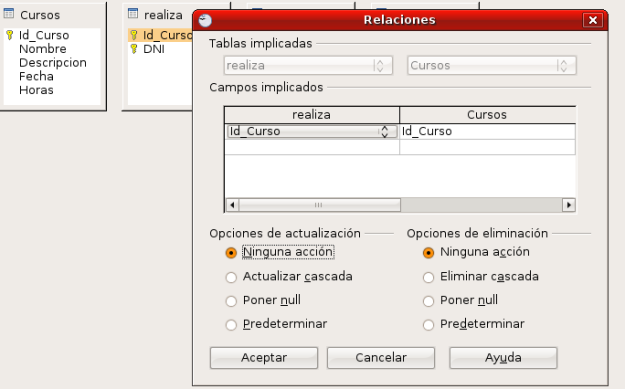 Cursos
Id_Curso
Nombre
Descripcion
Fecha
Horas
realiza
Id_Curso
DNI
Relaciones
Tablas implicadas
realiza
Cursos
Campos implicados
realiza Cursos
Id_Curso Id_Curso
Opciones de actualización
Ninguna acción
Actualizar cascada
Poner null
Predeterminar
Opciones de eliminación
Ninguna acción
Eliminar cascada
Poner null
Predeterminar
Aceptar Cancelar Ayuda